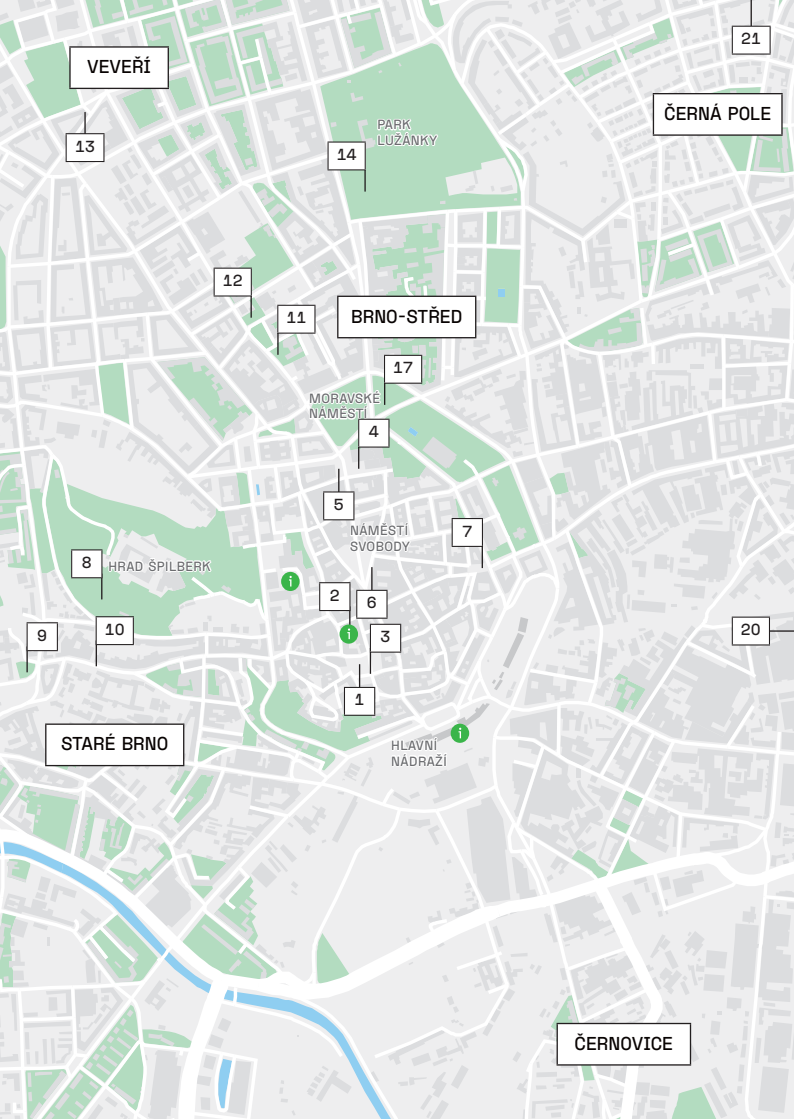 21
VEVEŘÍ
ČERNÁ POLE
PARK
LUŽÁNKY
13
14
12
11
BRNO-STŘED
17
MORAVSKÉ
NÁMĚSTÍ
4
5
NÁMĚSTÍ
SVOBODY
7
8
HRAD ŠPILBERK
i
2
6
9
10
i
3
20
1
STARÉ BRNO
i
HLAVNÍ
NÁDRAŽÍ
ČERNOVICE